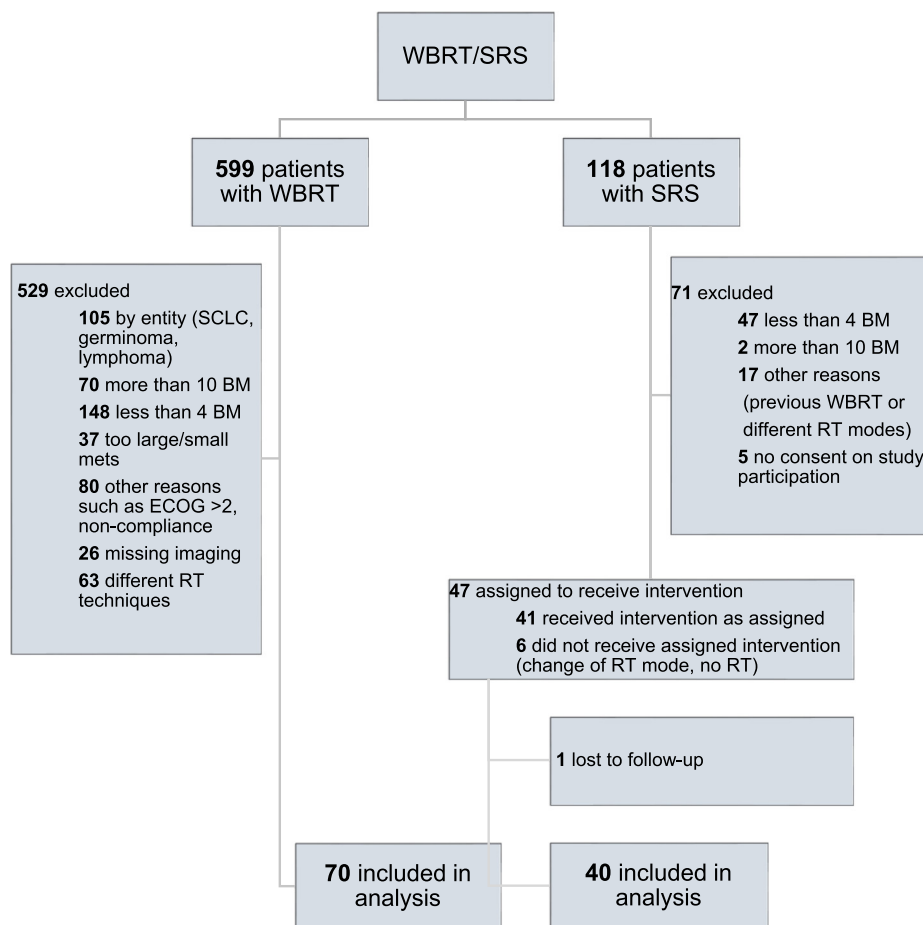 WBRT/SRS
599 patients
with WBRT
118 patients
with SRS
529 excluded
105 by entity (SCLC,
germinoma,
lymphoma)
70 more than 10 BM
148 less than 4 BM
37 too large/small
mets
80 other reasons
such as ECOG >2,
non-compliance
26 missing imaging
63 different RT
techniques
71 excluded
47 less than 4 BM
2 more than 10 BM
17 other reasons
(previous WBRT or
different RT modes)
5 no consent on study
participation
47 assigned to receive intervention
41 received intervention as assigned
6 did not receive assigned intervention
(change of RT mode, no RT)
1 lost to follow-up
70 included in
analysis
40 included in
analysis